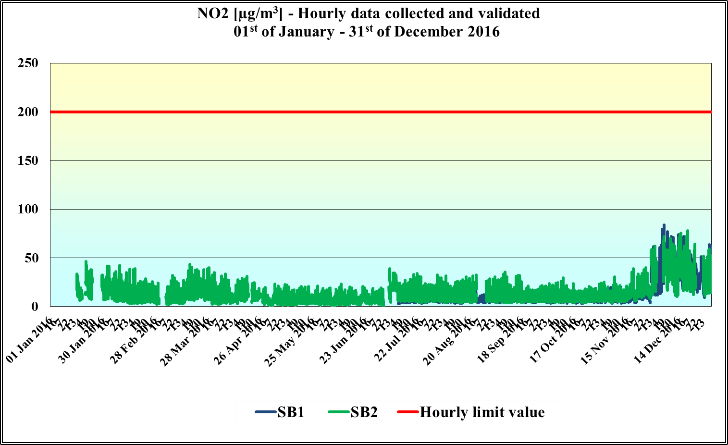 NO2 [µg/m³] - Hourly data collected and validated
01st of January - 31st of December 2016
250
200
150
100
50
0
01 Jan 2016
30 Jan 2016
28 Feb 2016
28 Mar 2016
26 Apr 2016
25 May 2016
23 Jun 2016
22 Jul 2016
20 Aug 2016
18 Sep 2016
17 Oct 2016
15 Nov 2016
14 Dec 2016
SB1
SB2
Hourly limit value